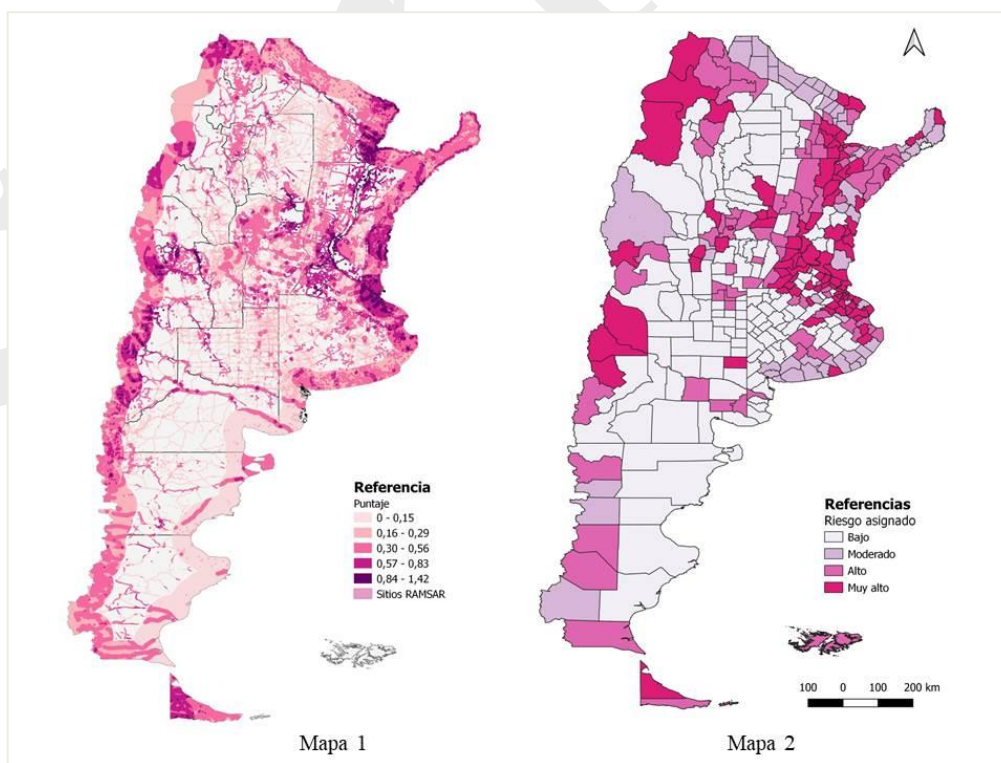 Referencia
Puntaje
0 - 0,15
0,16 - 0,29
0,30 - 0,56
0,57 - 0,83
0,84 - 1,42
Sitios RAMSAR
Mapa 1
Referencias
Riesgo asignado
Bajo
Moderado
Alto
Muy alto
100 0 100 200 km
Mapa 2